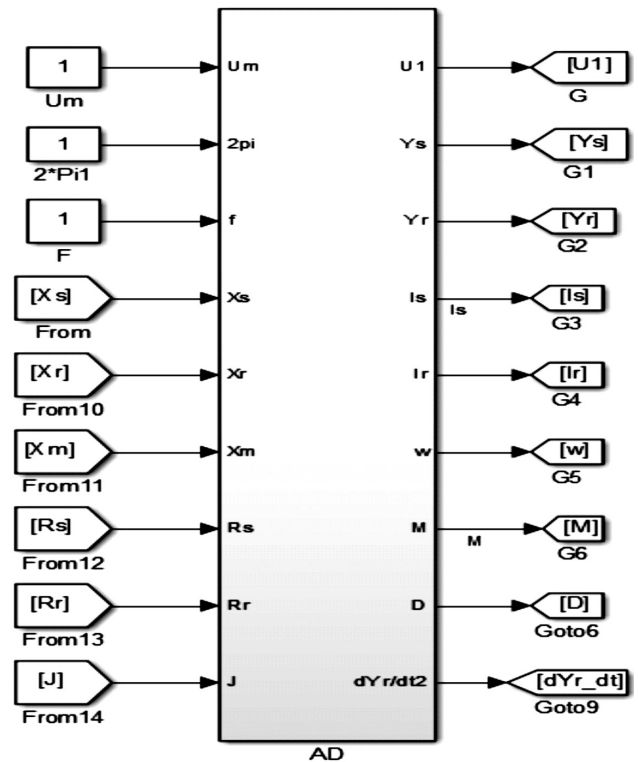 1 Um U1 [U1]
Um G
1 2pi Ys [Ys]
2*Pi1 G1
1 f Yr [Yr]
F G2
[Xs] Xs Is [Is]
From Is G3
[Xr] Xr Ir [Ir]
From10 G4
[Xm] Xm w [w]
From11 G5
[Rs] Rs M [M]
From12 M G6
[Rr] Rr D [D]
From13 Goto6
[J] J dYr/dt2 [dYr_dt]
From14 Goto9
AD